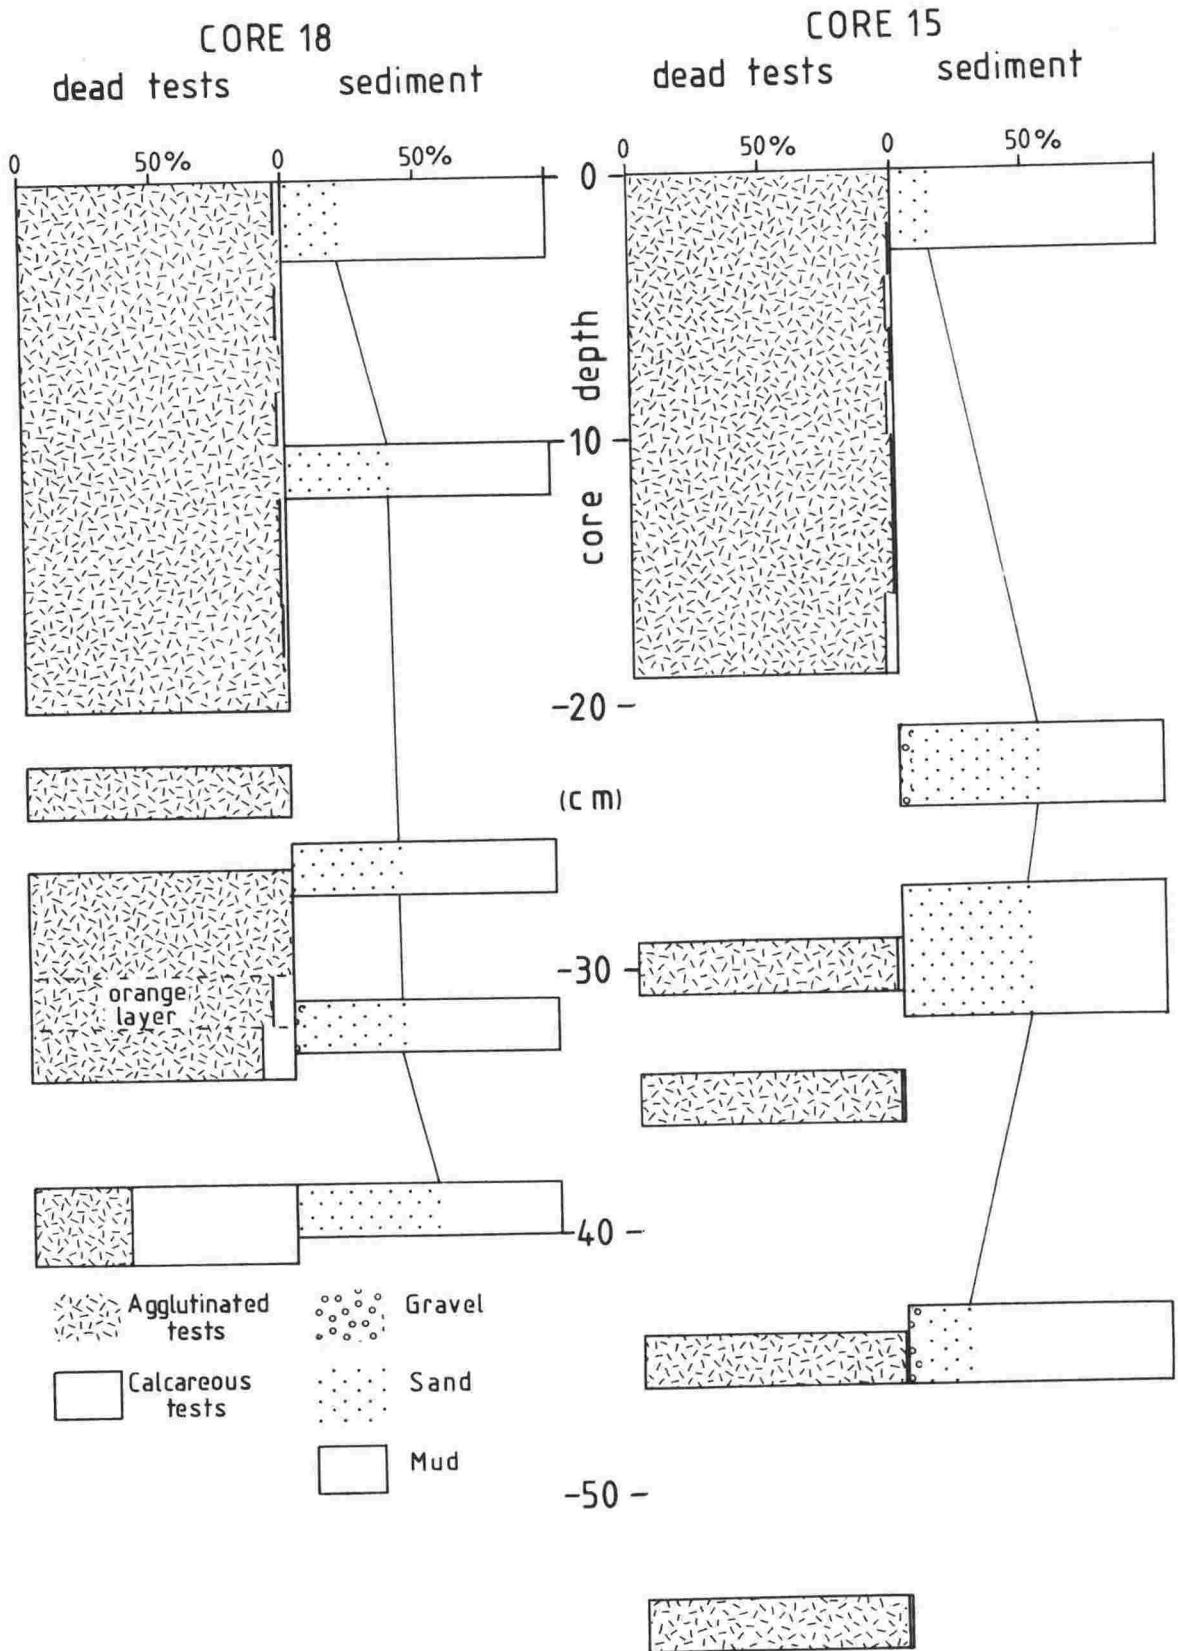 CORE 18
dead tests
sediment
CORE 15
dead tests
sediment
0
50%
0
50%
0
50%
0
50%
0
10
-20 -
-30
-40 -
-50 -
core depth
(cm)
orange
layer
Agglutinated
tests
Calcareous
tests
Gravel
Sand
Mud